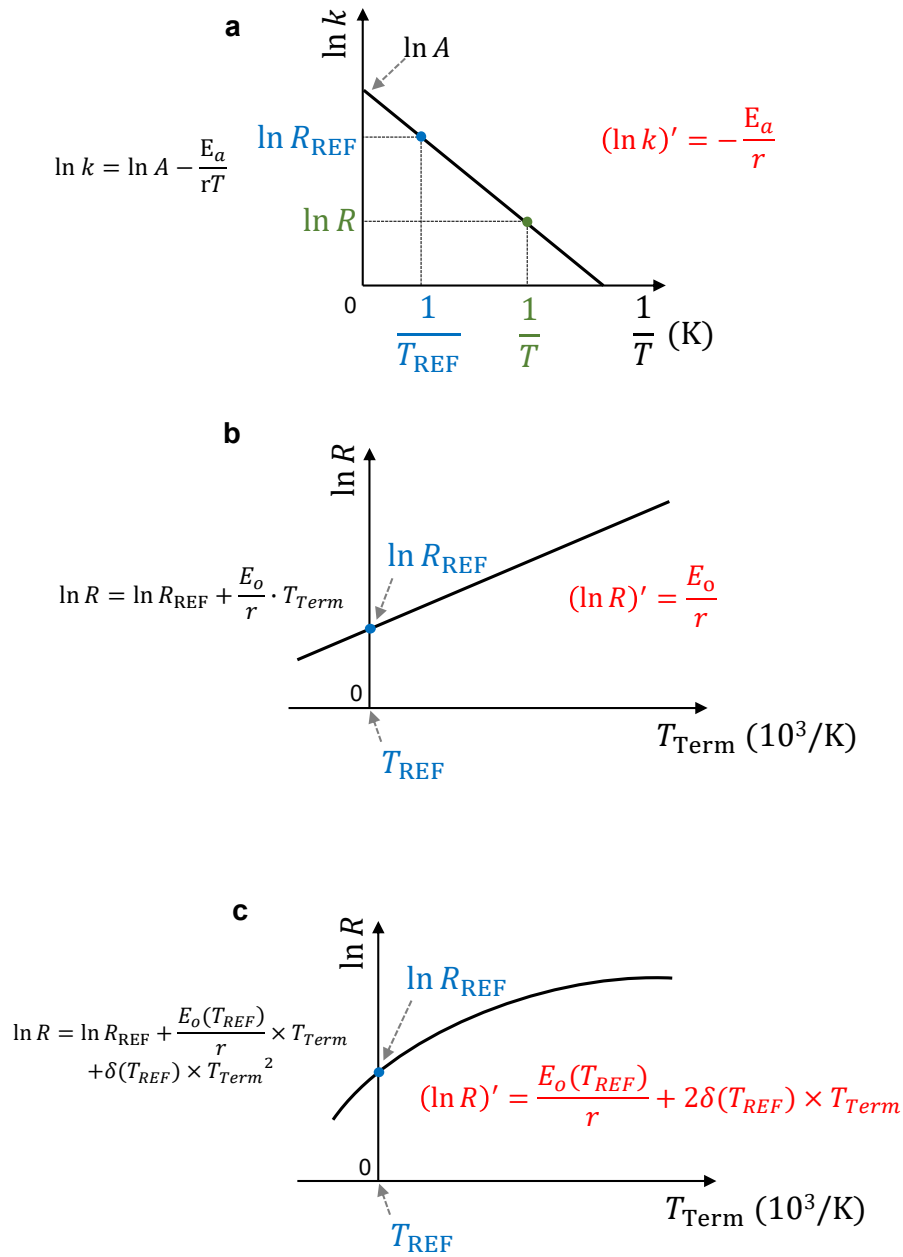 a
ln k
ln A
ln R_REF
(ln k)′ = − E_a / r
ln k = ln A − E_a / rT
ln R
0
1 / T_REF
1 / T
1 / T (K)
b
ln R
ln R_REF
ln R = ln R_REF + E_o / r · T_Term
(ln R)′ = E_o / r
0
T_Term (10³/K)
T_REF
c
ln R
ln R_REF
ln R = ln R_REF + E_o(T_REF) / r × T_Term
+δ(T_REF) × T_Term²
(ln R)′ = E_o(T_REF) / r + 2δ(T_REF) × T_Term
0
T_Term (10³/K)
T_REF